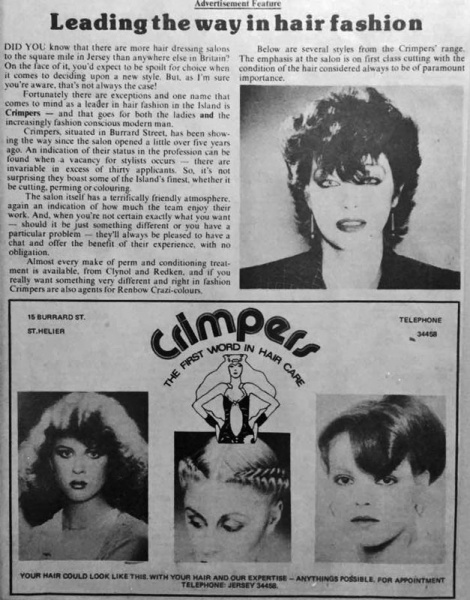 Advertisement Feature
Leading the way in hair fashion
DID YOU know that there are more hair dressing salons
to the square mile in Jersey than anywhere else in Britain?
On the face of it, you'd expect to be spoilt for choice when
it comes to deciding upon a new style. But, as I'm sure
you're aware, that's not always the case!
Fortunately there are exceptions and one name that
comes to mind as a leader in hair fashion in the Island is
Crimpers — and that goes for both the ladies and the
increasingly fashion conscious modern man.
Crimpers, situated in Burrard Street, has been show-
ing the way since the salon opened a little over five years
ago. An indication of their status in the profession can be
found when a vacancy for stylists occurs — there are
invariable in excess of thirty applicants. So, it's not
surprising they boast some of the Island's finest, whether it
be cutting, perming or colouring.
The salon itself has a terrifically friendly atmosphere,
again an indication of how much the team enjoy their
work. And, when you're not certain exactly what you want
— should it be just something different or you have a
particular problem — they'll always be pleased to have a
chat and offer the benefit of their experience, with no
obligation.
Almost every make of perm and conditioning treat-
ment is available, from Clynol and Redken, and if you
really want something very different and right in fashion
Crimpers are also agents for Renbow Crazi-colours.
Below are several styles from the Crimpers' range.
The emphasis at the salon is on first class cutting with the
condition of the hair considered always to be of paramount
importance.
15 BURRARD ST.
ST.HELIER
Crimpers
THE FIRST WORD IN HAIR CARE
TELEPHONE
No. 34458
YOUR HAIR COULD LOOK LIKE THIS. WITH YOUR HAIR AND OUR EXPERTISE – ANYTHINGS POSSIBLE. FOR APPOINTMENT
TELEPHONE: JERSEY 34458.